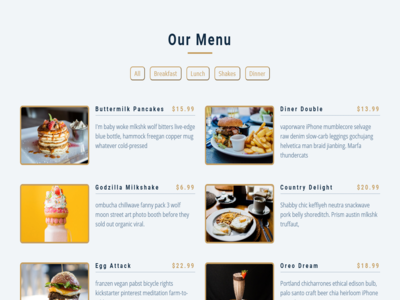 Our Menu
All Breakfast Lunch Shakes Dinner
Buttermilk Pancakes $15.99
I'm baby woke mlkshk wolf bitters live-edge
blue bottle, hammock freegan copper mug
whatever cold-pressed
Diner Double $13.99
vaporware iPhone mumblecore selvage
raw denim slow-carb leggings gochujang
helvetica man braid jianbing. Marfa
thundercats
Godzilla Milkshake $6.99
ombucha chillwave fanny pack 3 wolf
moon street art photo booth before they
sold out organic viral.
Country Delight $20.99
Shabby chic keffiyeh neutra snackwave
pork belly shoreditch. Prism austin mlkshk
truffaut,
Egg Attack $22.99
franzen vegan pabst bicycle rights
kickstarter pinterest meditation farm-to-
Oreo Dream $18.99
Portland chicharrones ethical edison bulb,
palo santo craft beer chia heirloom iPhone